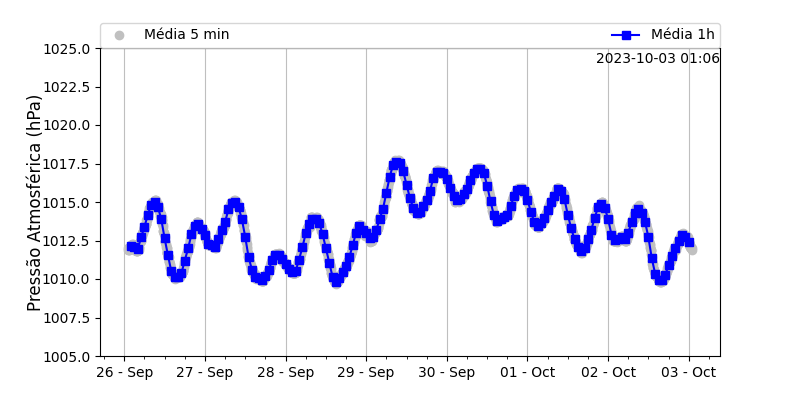 Média 5 min
Média 1h
2023-10-03 01:06
Pressão Atmosférica (hPa)
1025.0
1022.5
1020.0
1017.5
1015.0
1012.5
1010.0
1007.5
1005.0
26 - Sep
27 - Sep
28 - Sep
29 - Sep
30 - Sep
01 - Oct
02 - Oct
03 - Oct